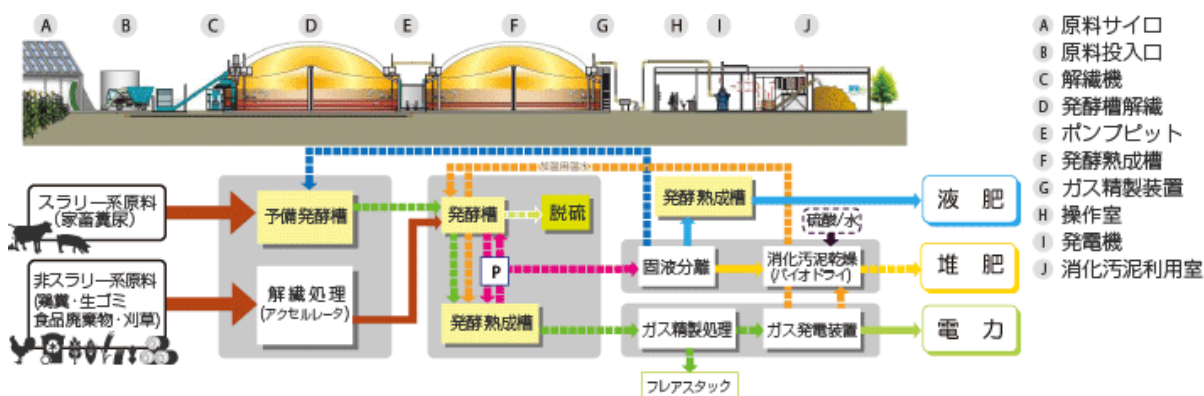 A B C D E F G H I J
A 原料サイロ
B 原料投入口
C 解繊機
D 発酵槽解繊
E ポンプピット
F 発酵熟成槽
G ガス精製装置
H 操作室
I 発電機
J 消化汚泥利用室
加温用温水
スラリー系原料
(家畜糞尿)
予備発酵槽
発酵槽
脱硫
発酵熟成槽
硫酸/水
液肥
P
固液分離
消化汚泥乾燥
(バイオドライ)
堆肥
非スラリー系原料
(鶏糞・生ゴミ
食品廃棄物・刈草)
解繊処理
(アクセルレータ)
発酵熟成槽
ガス精製処理
ガス発電装置
電力
フレアスタック